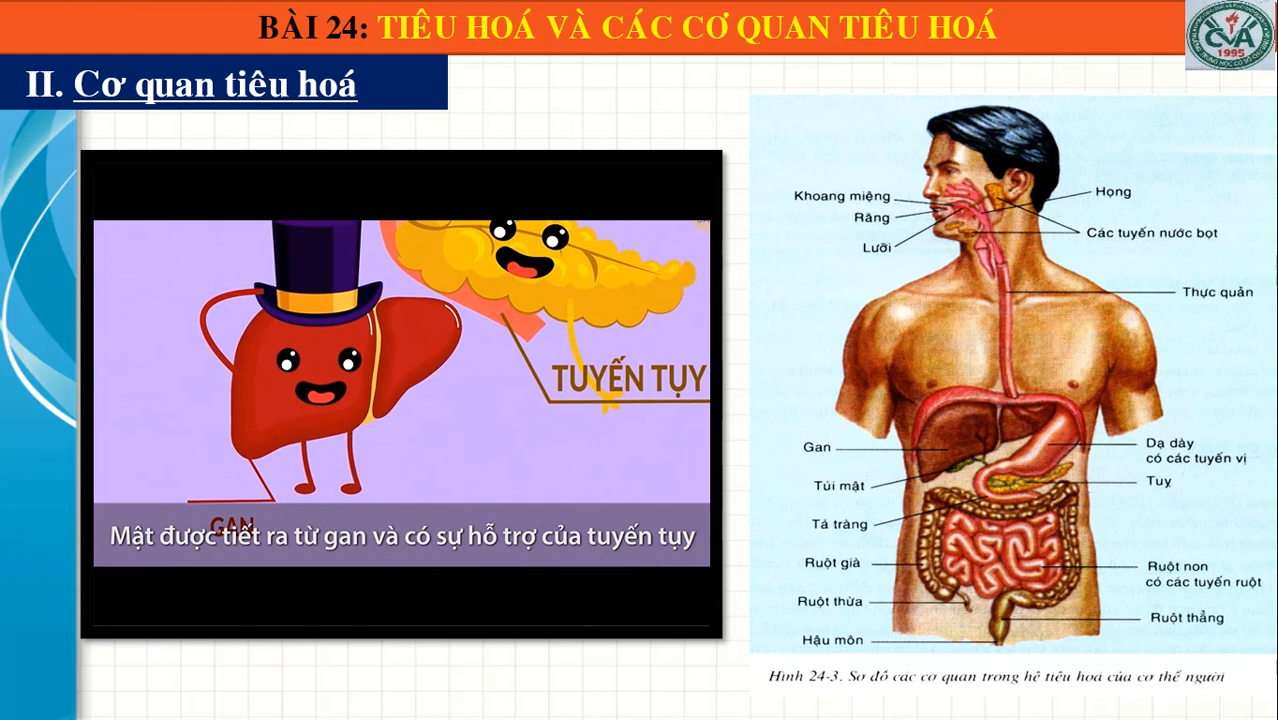 BÀI 24: TIÊU HOÁ VÀ CÁC CƠ QUAN TIÊU HOÁ
CVA
1995
II. Cơ quan tiêu hoá
TUYẾN TỤY
GAN
Mật được tiết ra từ gan và có sự hỗ trợ của tuyến tụy
Khoang miệng
Răng
Lưỡi
Họng
Các tuyến nước bọt
Thực quản
Gan
Túi mật
Tá tràng
Ruột già
Ruột thừa
Hậu môn
Dạ dày
có các tuyến vị
Tuỵ
Ruột non
có các tuyến ruột
Ruột thẳng
Hình 24-3. Sơ đồ các cơ quan trong hệ tiêu hoá của cơ thể người